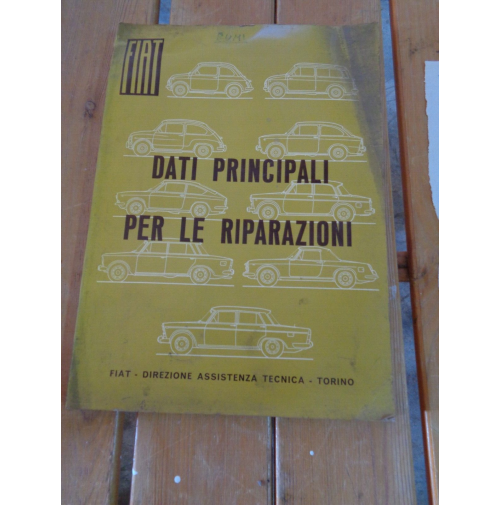 FIAT
DATI PRINCIPALI
PER LE RIPARAZIONI
FIAT - DIREZIONE ASSISTENZA TECNICA - TORINO